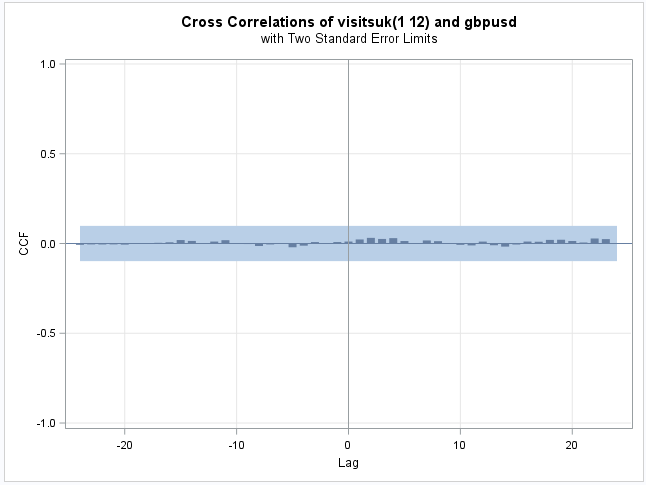 Cross Correlations of visitsuk(1 12) and gbpusd
with Two Standard Error Limits
1.0
0.5
0.0
-0.5
-1.0
CCF
-20
-10
0
10
20
Lag